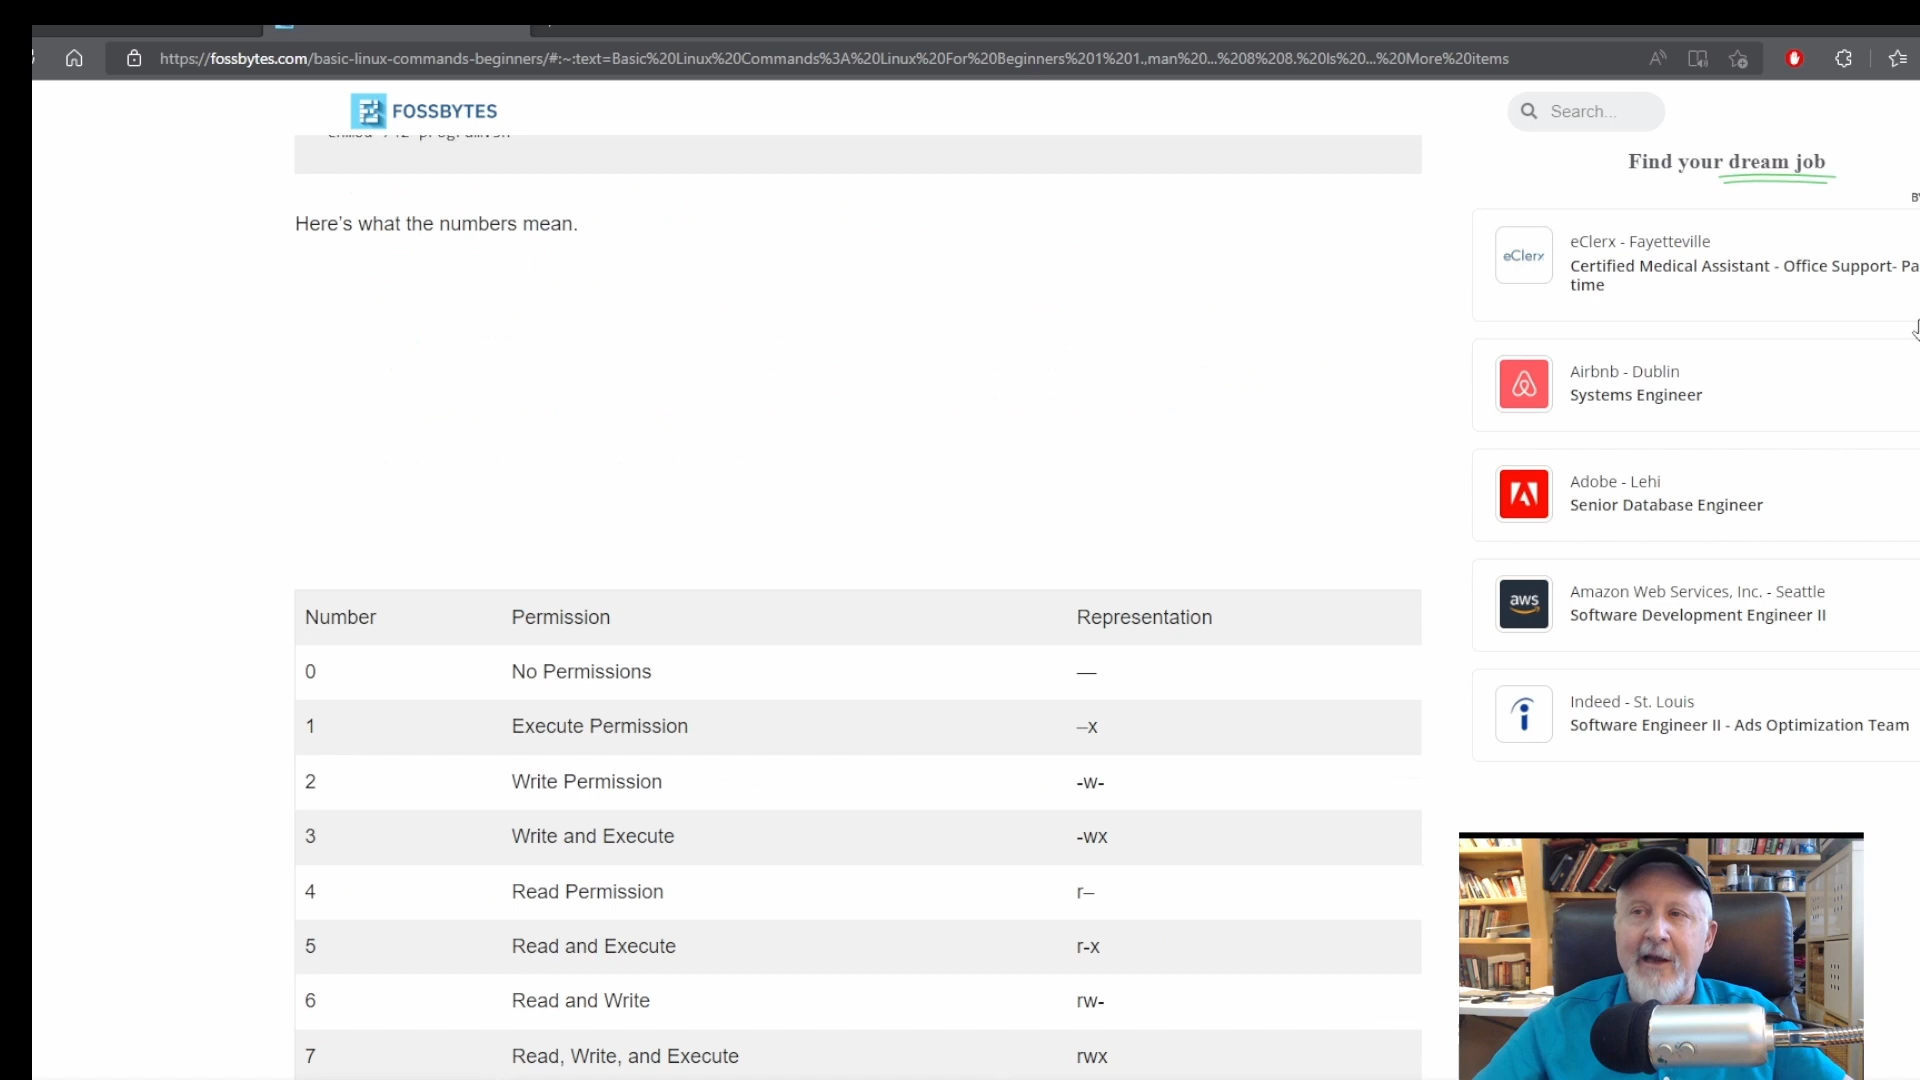 https://fossbytes.com/basic-linux-commands-beginners/#:~:text=Basic%20Linux%20Commands%3A%20Linux%20For%20Beginners%201%201.,man%20...%208%208.%20ls%20...%20More%20items
FOSSBYTES
Search...
Here’s what the numbers mean.
Number Permission Representation
0 No Permissions —
1 Execute Permission –x
2 Write Permission -w-
3 Write and Execute -wx
4 Read Permission r–
5 Read and Execute r-x
6 Read and Write rw-
7 Read, Write, and Execute rwx
Find your dream job
eClerx
eClerx - Fayetteville
Certified Medical Assistant - Office Support- Pa
time
Airbnb - Dublin
Systems Engineer
Adobe - Lehi
Senior Database Engineer
aws
Amazon Web Services, Inc. - Seattle
Software Development Engineer II
Indeed - St. Louis
Software Engineer II - Ads Optimization Team